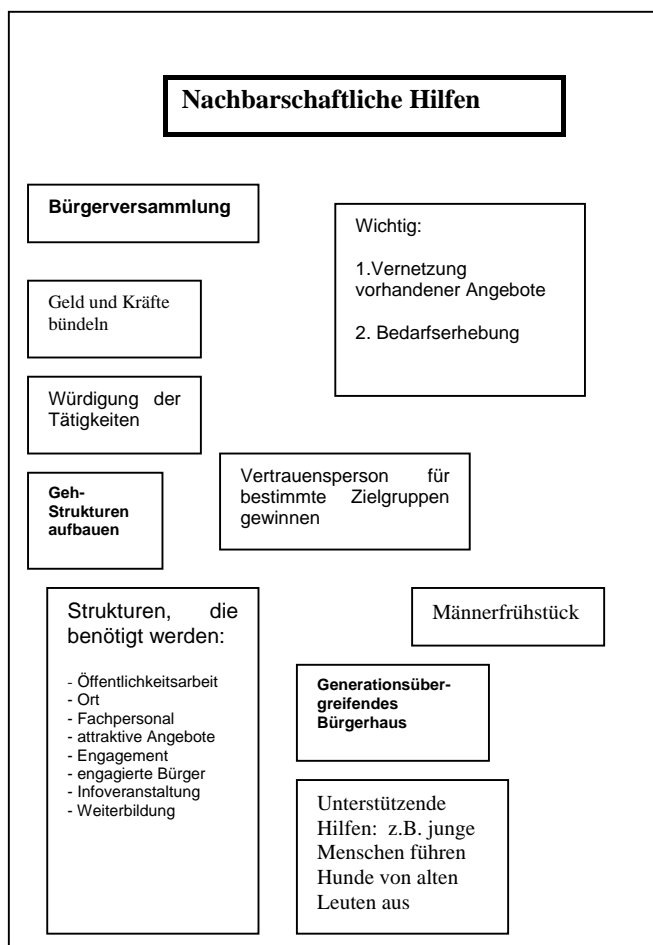 Nachbarschaftliche Hilfen
Bürgerversammlung
Wichtig:
1.Vernetzung
vorhandener Angebote
2. Bedarfserhebung
Geld und Kräfte
bündeln
Würdigung der
Tätigkeiten
Geh-
Strukturen
aufbauen
Vertrauensperson für
bestimmte Zielgruppen
gewinnen
Strukturen, die
benötigt werden:
- Öffentlichkeitsarbeit
- Ort
- Fachpersonal
- attraktive Angebote
- Engagement
- engagierte Bürger
- Infoveranstaltung
- Weiterbildung
Männerfrühstück
Generationsüber-
greifendes
Bürgerhaus
Unterstützende
Hilfen: z.B. junge
Menschen führen
Hunde von alten
Leuten aus